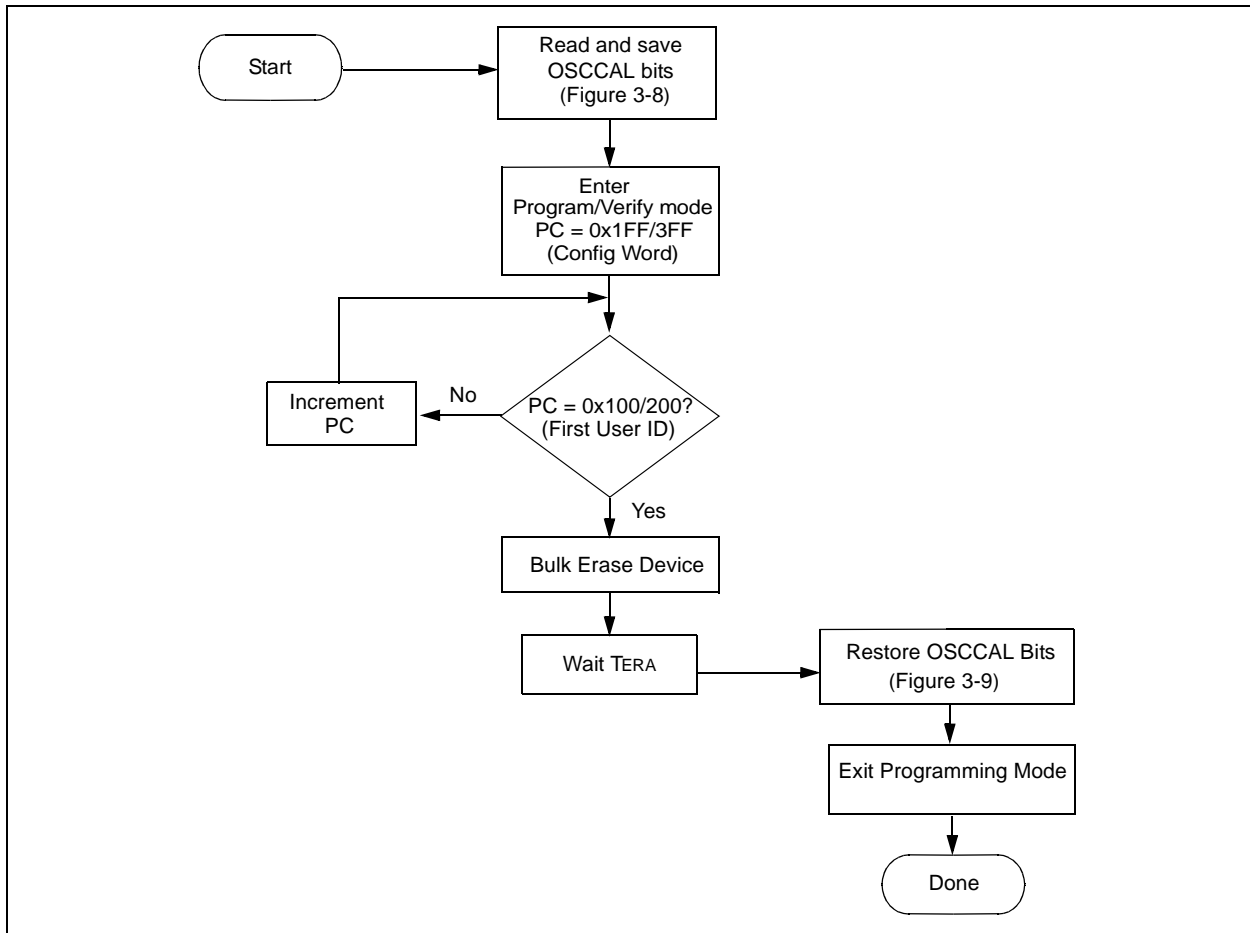 Start
Read and save
OSCCAL bits
(Figure 3-8)
Enter
Program/Verify mode
PC = 0x1FF/3FF
(Config Word)
PC = 0x100/200?
(First User ID)
No
Increment
PC
Yes
Bulk Erase Device
Wait TERA
Restore OSCCAL Bits
(Figure 3-9)
Exit Programming Mode
Done